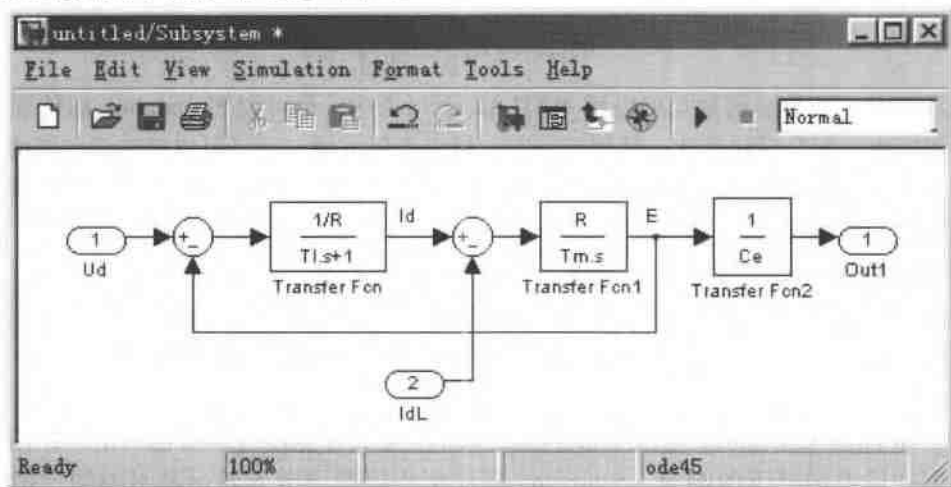 untitled/Subsystem *
File Edit View Simulation Format Tools Help
Normal
1
Ud
+
-
1/R
Tl.s+1
Transfer Fcn
Id
+
-
R
Tm.s
Transfer Fcn1
E
1
Ce
Transfer Fcn2
1
Out1
2
IdL
Ready 100% ode45